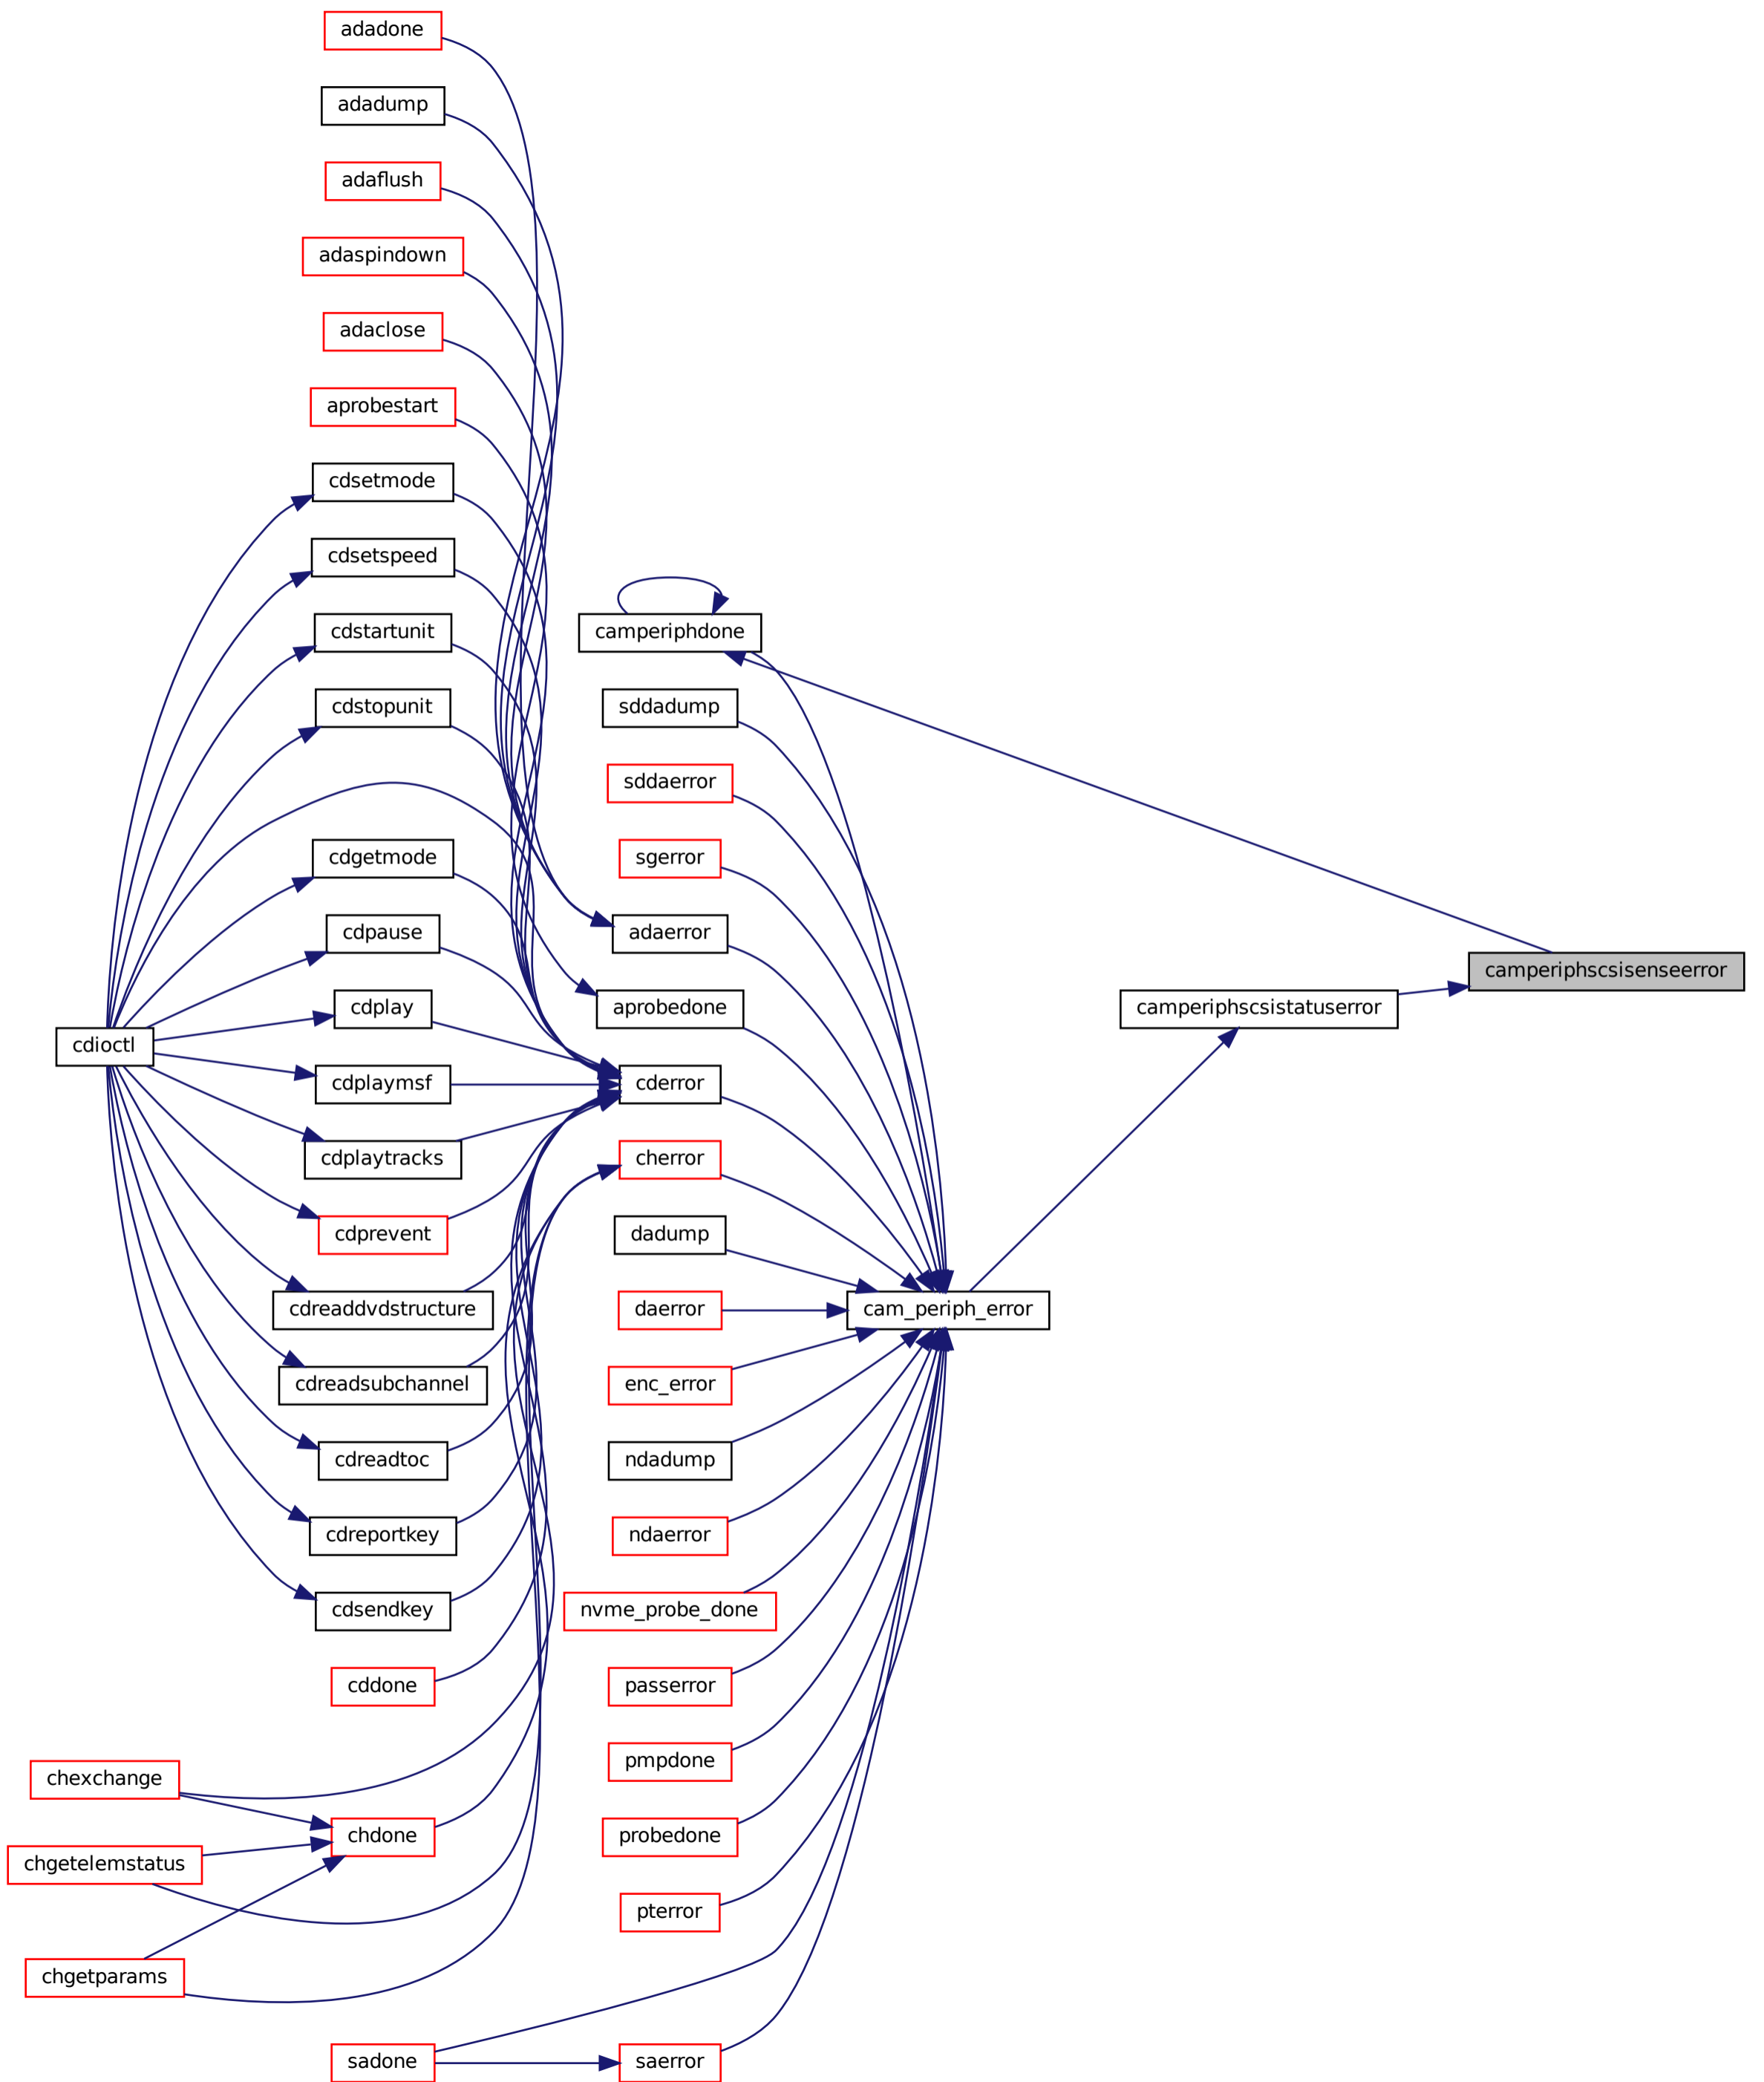 adadone
adadump
adaflush
adaspindown
adaclose
aprobestart
cdsetmode
cdsetspeed
cdstartunit
cdstopunit
cdgetmode
cdpause
cdplay
cdioctl
cdplaymsf
cdplaytracks
cdprevent
cdreaddvdstructure
cdreadsubchannel
cdreadtoc
cdreportkey
cdsendkey
cddone
chexchange
chdone
chgetelemstatus
chgetparams
sadone
camperiphdone
sddadump
sddaerror
sgerror
adaerror
aprobedone
cderror
cherror
dadump
daerror
enc_error
ndadump
ndaerror
nvme_probe_done
passerror
pmpdone
probedone
pterror
saerror
cam_periph_error
camperiphscsistatuserror
camperiphscsisenseerror